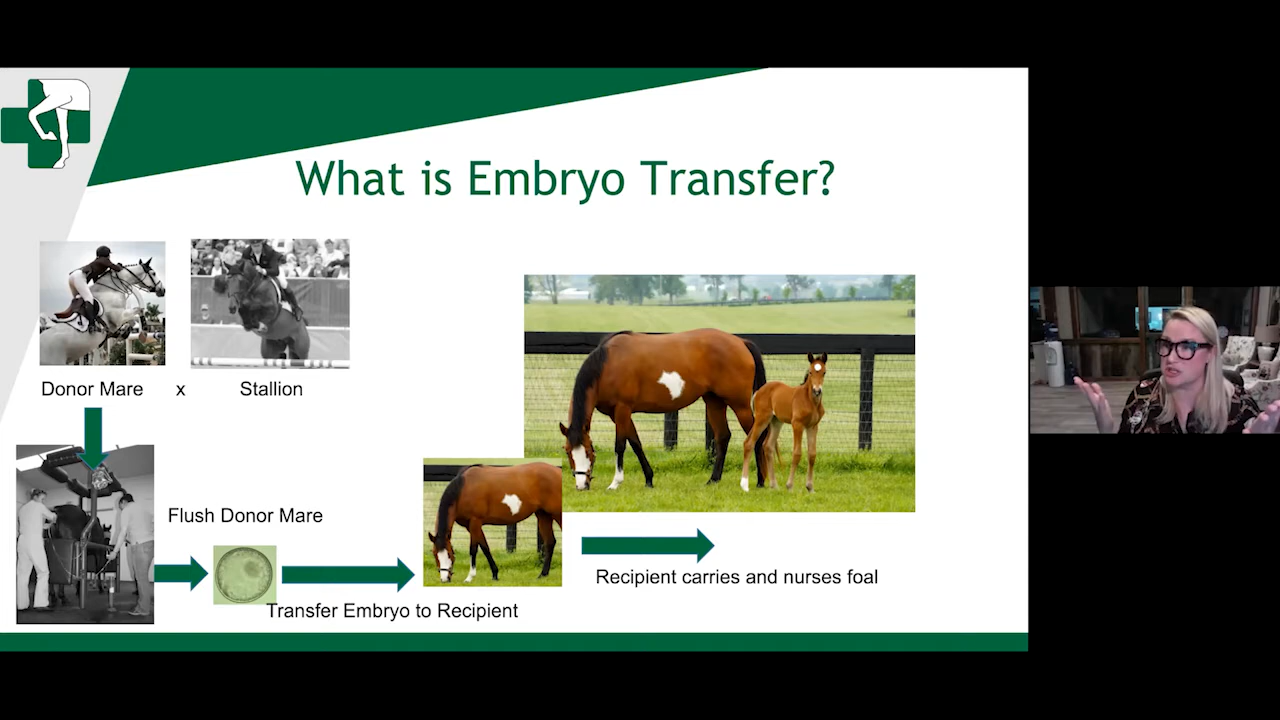 What is Embryo Transfer?
Donor Mare x Stallion
Flush Donor Mare
Transfer Embryo to Recipient
Recipient carries and nurses foal